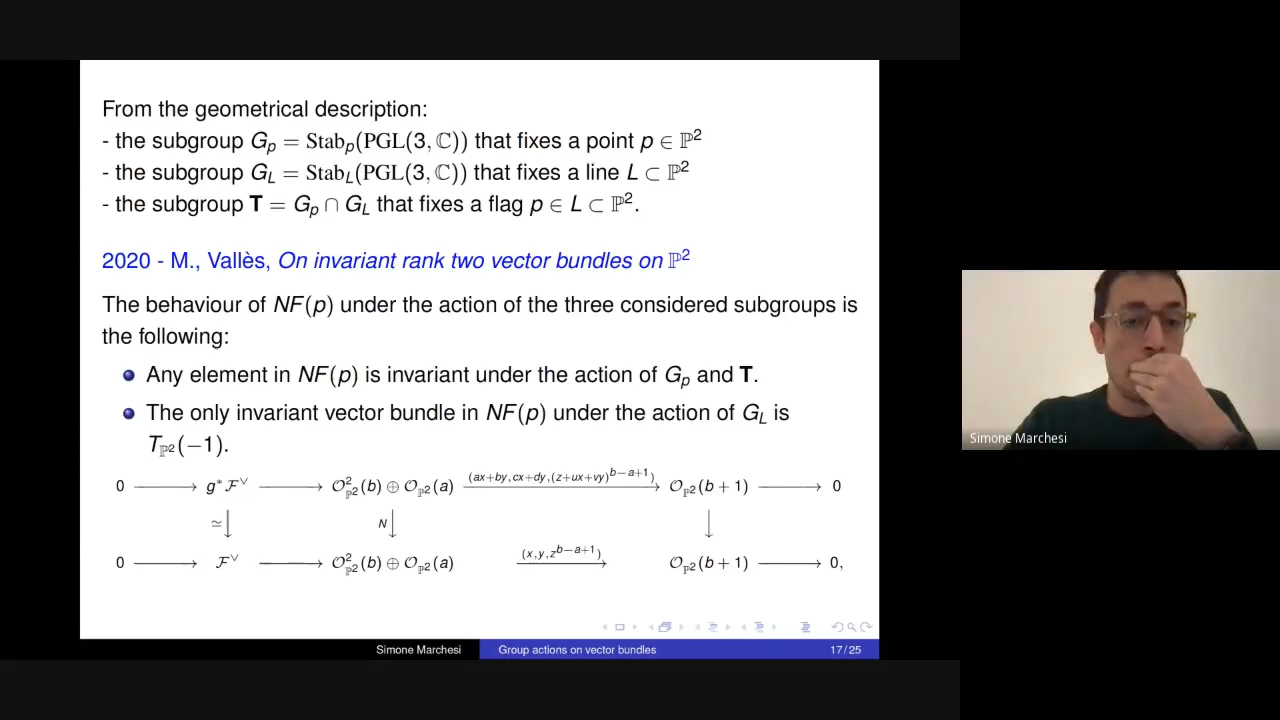 From the geometrical description:
- the subgroup Gₚ = Stabₚ(PGL(3, ℂ)) that fixes a point p ∈ ℙ²
- the subgroup G_L = Stab_L(PGL(3, ℂ)) that fixes a line L ⊂ ℙ²
- the subgroup T = Gₚ ∩ G_L that fixes a flag p ∈ L ⊂ ℙ².
2020 - M., Vallès, On invariant rank two vector bundles on ℙ²
The behaviour of NF(p) under the action of the three considered subgroups is
the following:
Any element in NF(p) is invariant under the action of Gₚ and T.
The only invariant vector bundle in NF(p) under the action of G_L is
T_ℙ²(−1).
0 → g*ℱ^∨ → 𝒪²_ℙ²(b) ⊕ 𝒪_ℙ²(a) (ax+by,cx+dy,(z+ux+vy)^{b−a+1}) → 𝒪_ℙ²(b + 1) → 0
≃↓ N↓ ↓
0 → ℱ^∨ → 𝒪²_ℙ²(b) ⊕ 𝒪_ℙ²(a) (x,y,z^{b−a+1}) → 𝒪_ℙ²(b + 1) → 0,
Simone Marchesi Group actions on vector bundles 17/25
Simone Marchesi